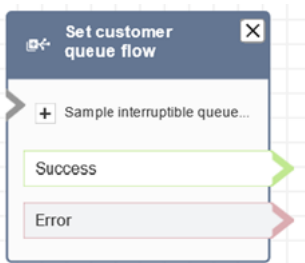 Set customer
queue flow
Sample interruptible queue...
Success
Error